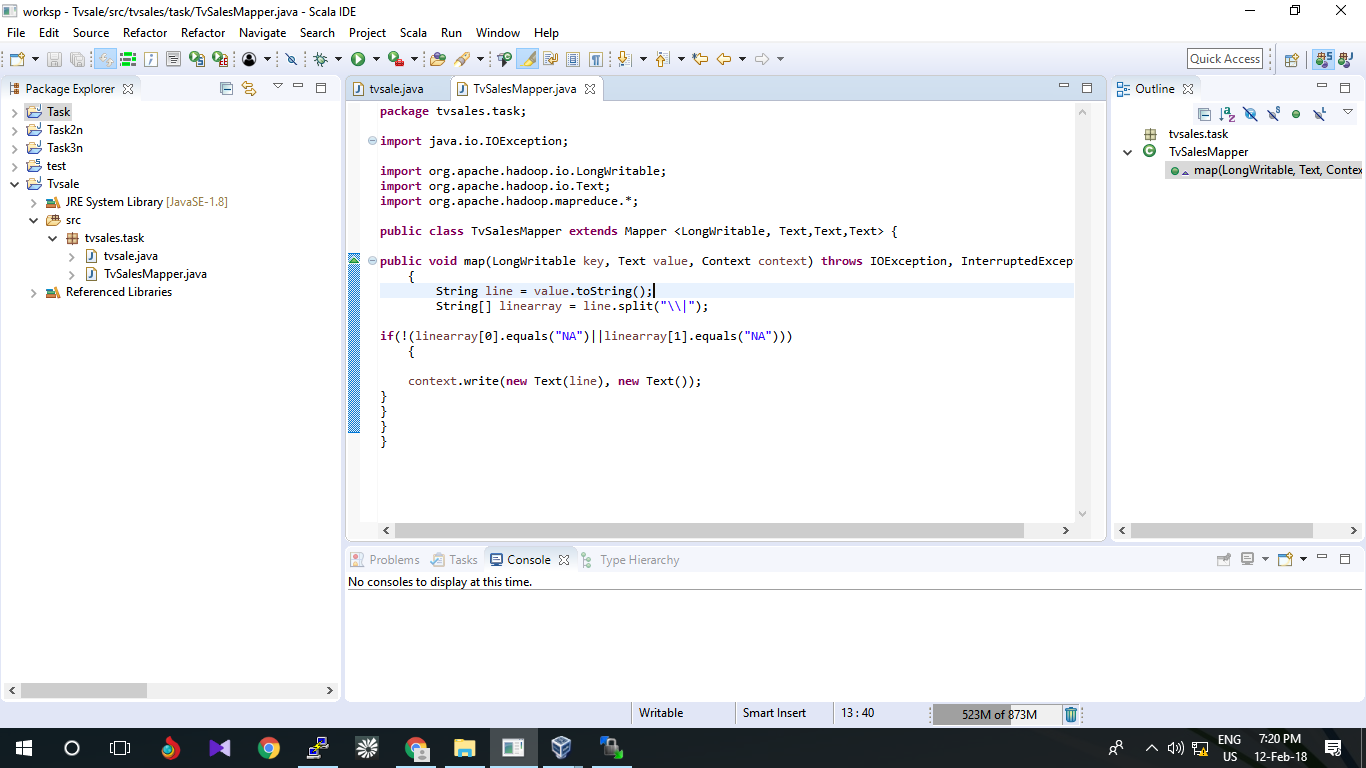 worksp - Tvsale/src/tvsales/task/TvSalesMapper.java - Scala IDE
File Edit Source Refactor Refactor Navigate Search Project Scala Run Window Help
Quick Access
Package Explorer
Task
Task2n
Task3n
test
Tvsale
JRE System Library [JavaSE-1.8]
src
tvsales.task
tvsale.java
TvSalesMapper.java
Referenced Libraries
tvsale.java TvSalesMapper.java
package tvsales.task;
import java.io.IOException;
import org.apache.hadoop.io.LongWritable;
import org.apache.hadoop.io.Text;
import org.apache.hadoop.mapreduce.*;
public class TvSalesMapper extends Mapper <LongWritable, Text,Text,Text> {
public void map(LongWritable key, Text value, Context context) throws IOException, InterruptedExcep
{
String line = value.toString();
String[] linearray = line.split("\\|");
if(!(linearray[0].equals("NA")||linearray[1].equals("NA")))
{
context.write(new Text(line), new Text());
}
}
}
}
Outline
tvsales.task
TvSalesMapper
map(LongWritable, Text, Contex
Problems Tasks Console Type Hierarchy
No consoles to display at this time.
Writable Smart Insert 13 : 40 523M of 873M
ENG
US
7:20 PM
12-Feb-18